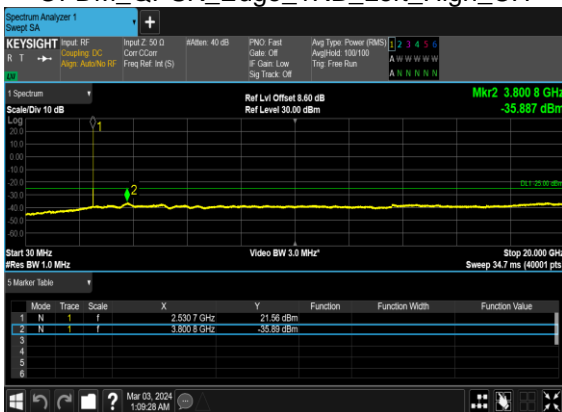 Spectrum Analyzer 1
Swept SA
+
KEYSIGHT Input: RF Input Z: 50 Ω #Atten: 40 dB PNO: Fast Avg Type: Power (RMS) 1 2 3 4 5 6
R T Coupling: DC Corr CCorr Gate: Off Avg|Hold: 100/100 A W W W W W
Align: Auto/No RF Freq Ref: Int (S) IF Gain: Low Trig: Free Run A N N N N N
Sig Track: Off
LV
1 Spectrum Ref Lvl Offset 8.60 dB Mkr2 3.800 8 GHz
Scale/Div 10 dB Ref Level 30.00 dBm -35.887 dBm
Log
20.0
10.0
0.00
-10.0
-20.0
-30.0
-40.0
-50.0
-60.0
1
2
DL1 -25.00 dBm
Start 30 MHz Video BW 3.0 MHz* Stop 20.000 GHz
#Res BW 1.0 MHz Sweep 34.7 ms (40001 pts)
5 Marker Table
Mode Trace Scale X Y Function Function Width Function Value
1 N 1 f 2.530 7 GHz 21.56 dBm
2 N 1 f 3.800 8 GHz -35.89 dBm
3
4
5
6
? Mar 03, 2024
1:09:28 AM